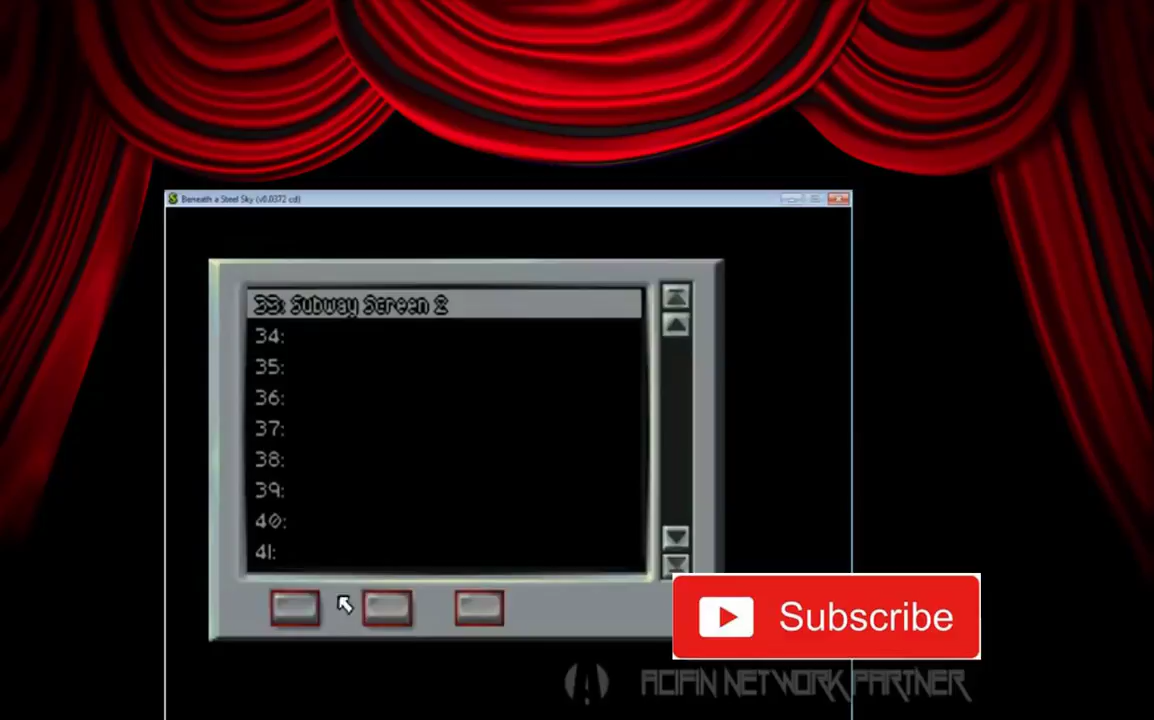 Beneath a Steel Sky (v0.0372 cd)
33: Subway Screen 2
34:
35:
36:
37:
38:
39:
40:
41:
Subscribe
ACIFIN NETWORK PARTNER